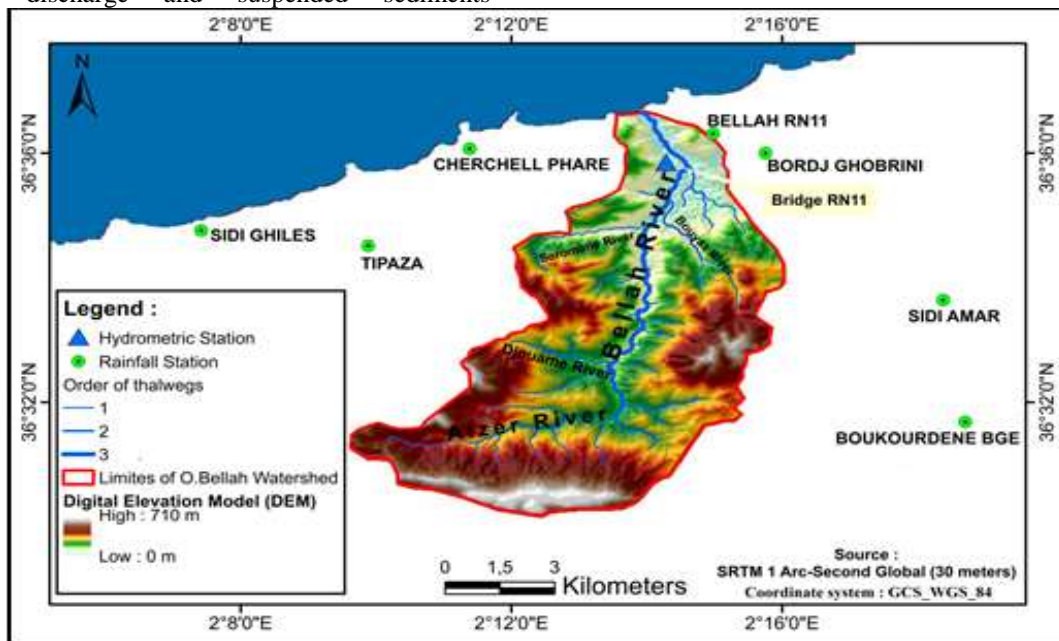 discharge and suspended sediments
2°8'0"E 2°12'0"E 2°16'0"E
N
BELLAH RN11
CHERCHELL PHARE
BORDJ GHOBRINI
36°36'0"N
36°36'0"N
Bridge RN11
SIDI GHILES
TIPAZA
Bellah River
Legend :
Hydrometric Station
Rainfall Station
Order of thalwegs
1
2
3
Limites of O.Bellah Watershed
Digital Elevation Model (DEM)
High : 710 m
Low : 0 m
SIDI AMAR
Djouame River
36°32'0"N
36°32'0"N
Aizer River
BOUKOURDENE BGE
0 1,5 3
Kilometers
Source :
SRTM 1 Arc-Second Global (30 meters)
Coordinate system : GCS_WGS_84
2°8'0"E 2°12'0"E 2°16'0"E